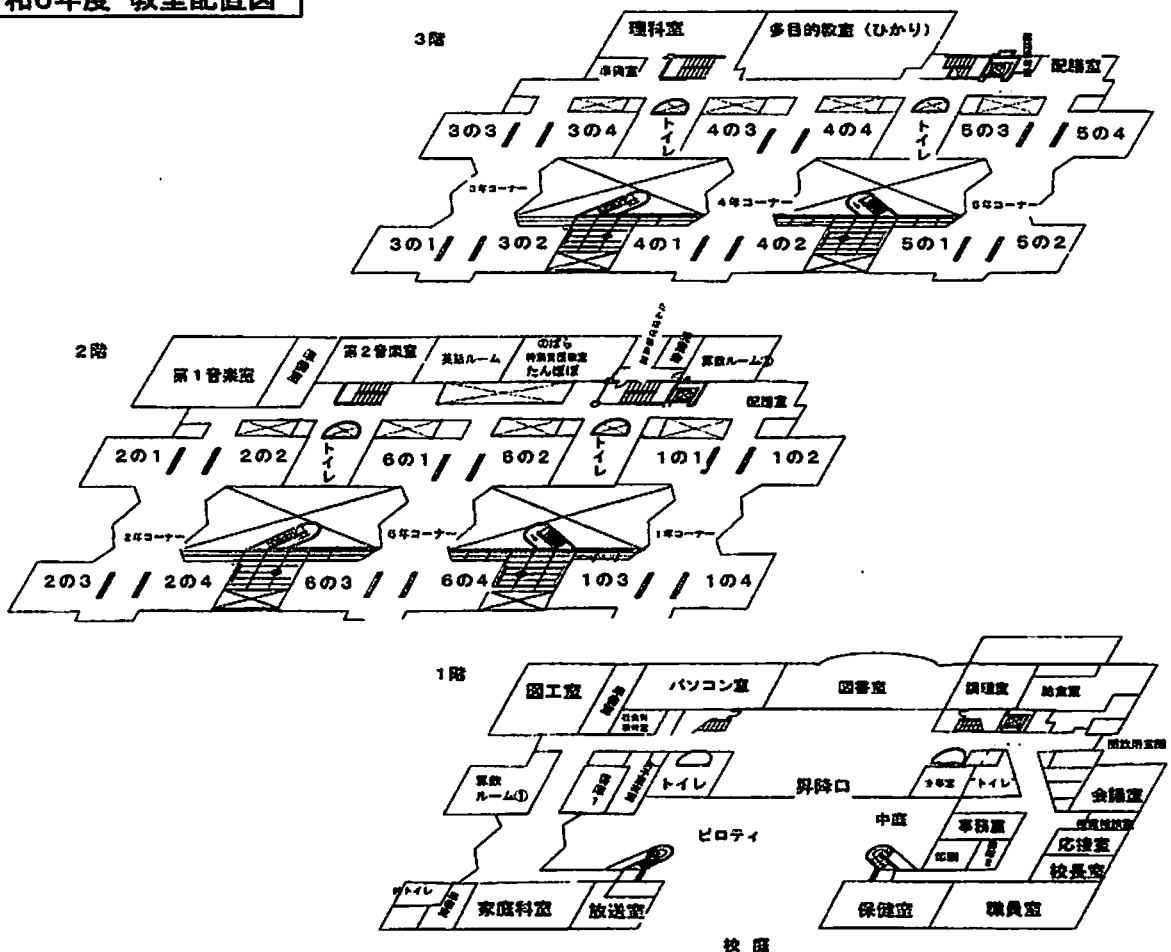 和5年度 教室配置図
3階
理科室
多目的教室(ひかり)
準備室
配膳室
3の3
3の4
トイレ
4の3
4の4
トイレ
5の3
5の4
3年コーナー
4年コーナー
5年コーナー
3の1
3の2
4の1
4の2
5の1
5の2
2階
第1音楽室
準備室
第2音楽室
英語ルーム
のばら
特別支援教室
たんぽぽ
算数ルーム②
配膳室
2の1
2の2
トイレ
6の1
6の2
トイレ
1の1
1の2
2年コーナー
6年コーナー
1年コーナー
2の3
2の4
6の3
6の4
1の3
1の4
1階
図工室
準備室
パソコン室
図書室
調理室
給食室
算数
ルーム①
トイレ
昇降口
トイレ
会議室
ピロティ
中庭
事務室
印刷
応接室
校長室
トイレ
家庭科室
放送室
保健室
職員室
校庭